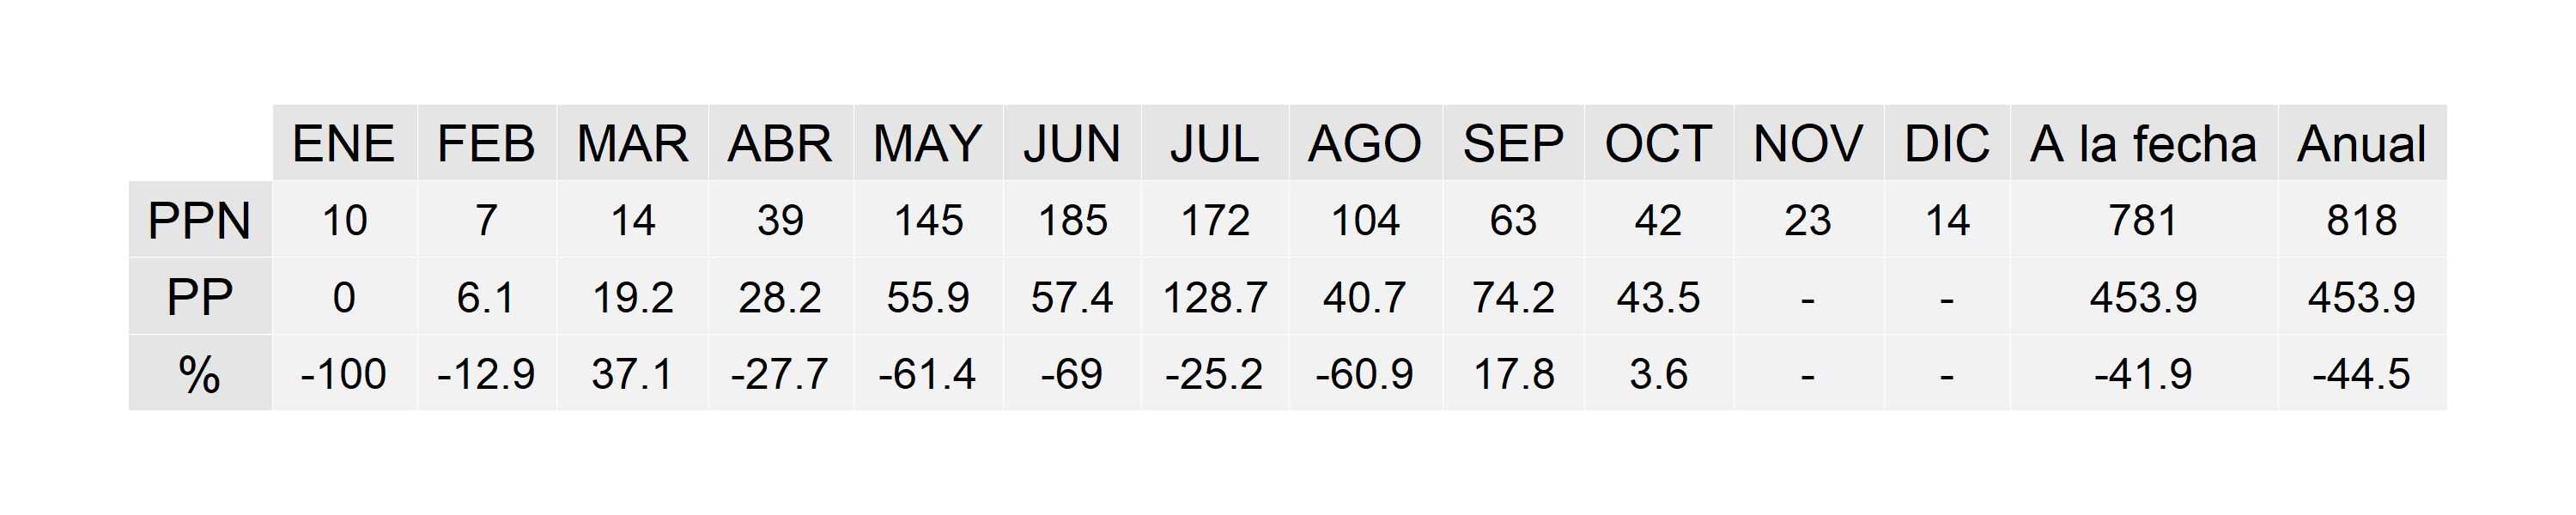 ENE FEB MAR ABR MAY JUN JUL AGO SEP OCT NOV DIC A la fecha Anual
PPN 10 7 14 39 145 185 172 104 63 42 23 14 781 818
PP 0 6.1 19.2 28.2 55.9 57.4 128.7 40.7 74.2 43.5 - - 453.9 453.9
% -100 -12.9 37.1 -27.7 -61.4 -69 -25.2 -60.9 17.8 3.6 - - -41.9 -44.5